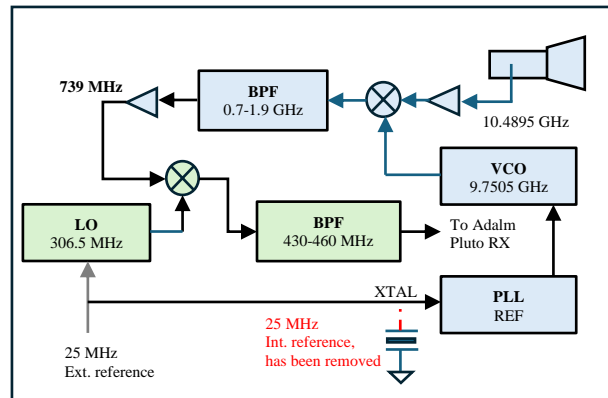 739 MHz
BPF
0.7-1.9 GHz
10.4895 GHz
VCO
9.7505 GHz
LO
306.5 MHz
BPF
430-460 MHz
To Adalm
Pluto RX
XTAL
PLL
REF
25 MHz
Int. reference,
has been removed
25 MHz
Ext. reference